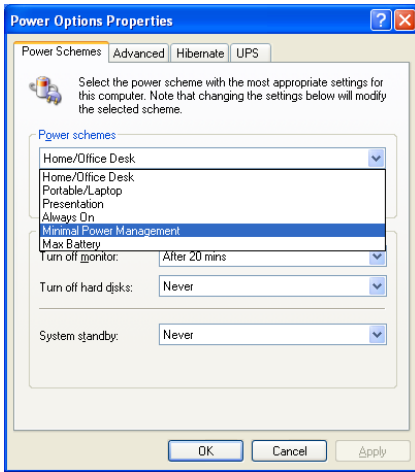 Power Options Properties
Power Schemes Advanced Hibernate UPS
Select the power scheme with the most appropriate settings for
this computer. Note that changing the settings below will modify
the selected scheme.
Power schemes
Home/Office Desk
Home/Office Desk
Portable/Laptop
Presentation
Always On
Minimal Power Management
Max Battery
Turn off monitor: After 20 mins
Turn off hard disks: Never
System standby: Never
OK Cancel Apply